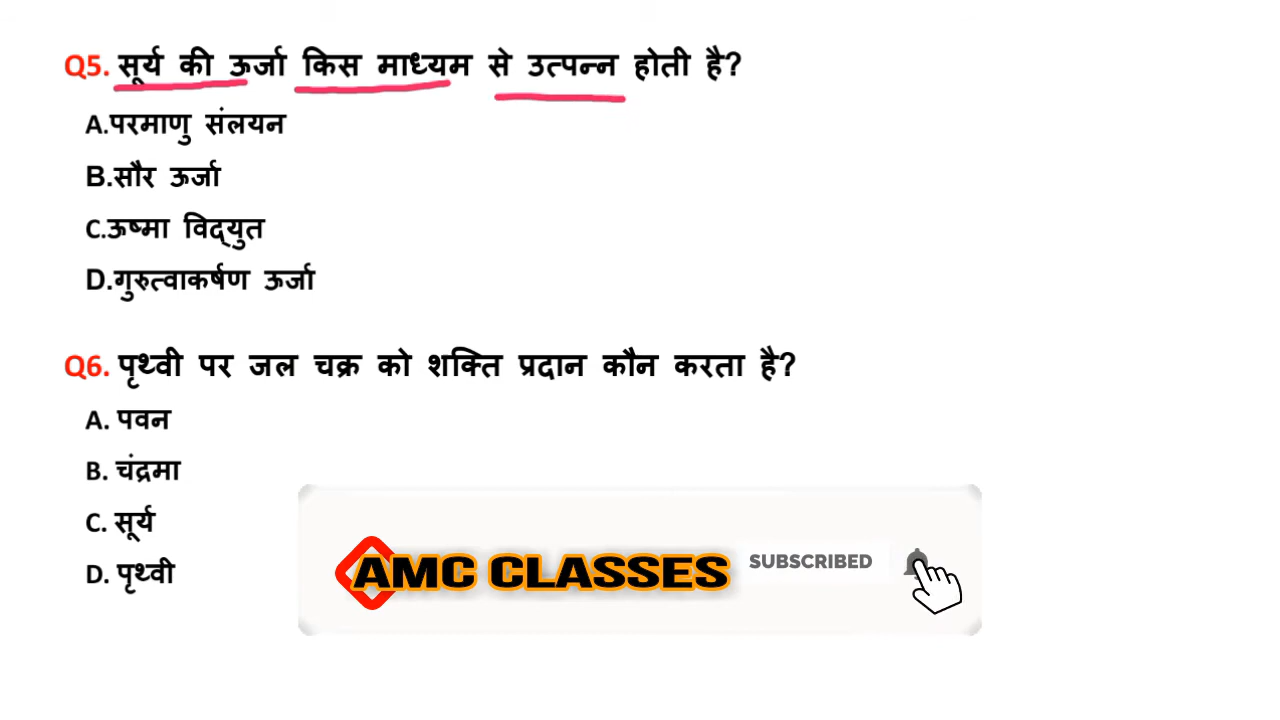 Q5. सूर्य की ऊर्जा किस माध्यम से उत्पन्न होती है?
A.परमाणु संलयन
B.सौर ऊर्जा
C.ऊष्मा विद्युत
D.गुरुत्वाकर्षण ऊर्जा
Q6. पृथ्वी पर जल चक्र को शक्ति प्रदान कौन करता है?
A. पवन
B. चंद्रमा
C. सूर्य
D. पृथ्वी
AMC CLASSES SUBSCRIBED